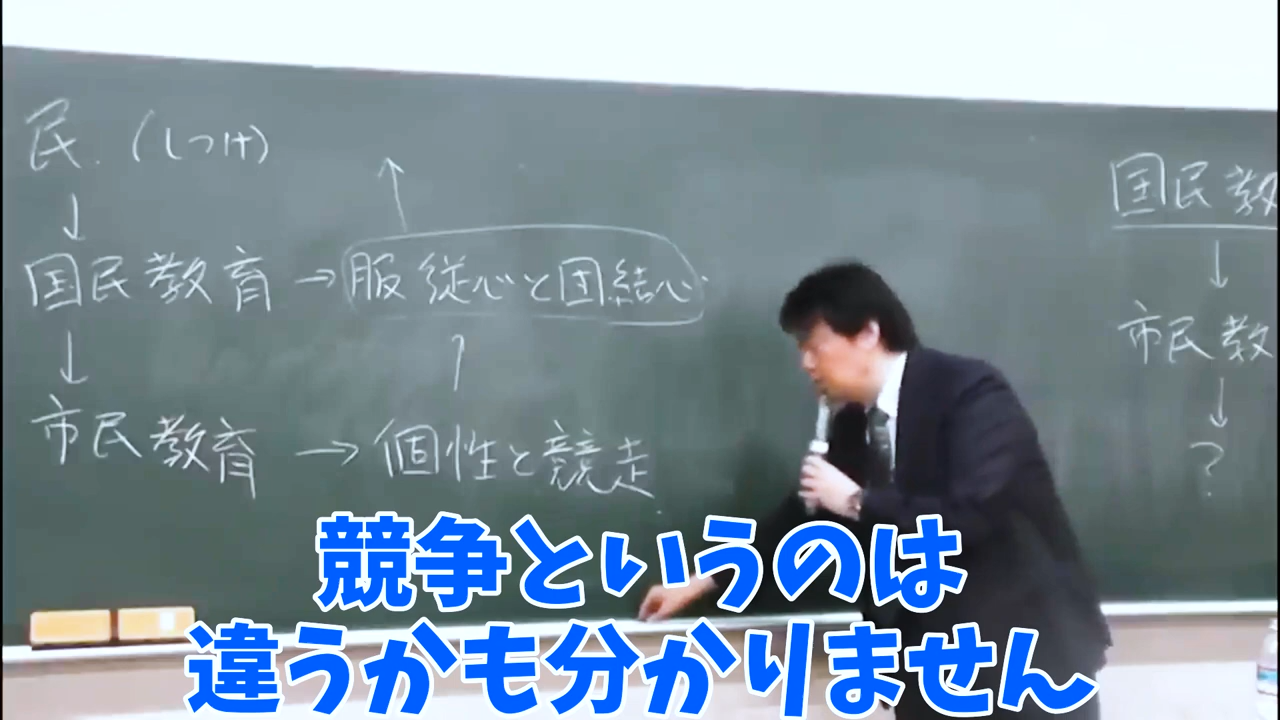 民.(しつけ)
↓
国民教育→服従心と団結心
↓
市民教育→個性と競走
国民教
↓
市民教
↓
?
競争というのは
違うかも分かりません